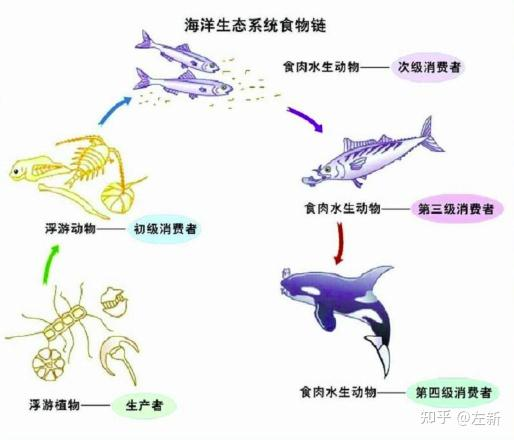 海洋生态系统食物链
食肉水生动物——次级消费者
浮游动物——初级消费者
食肉水生动物——第三级消费者
浮游植物——生产者
食肉水生动物——第四级消费者
知乎 @左新